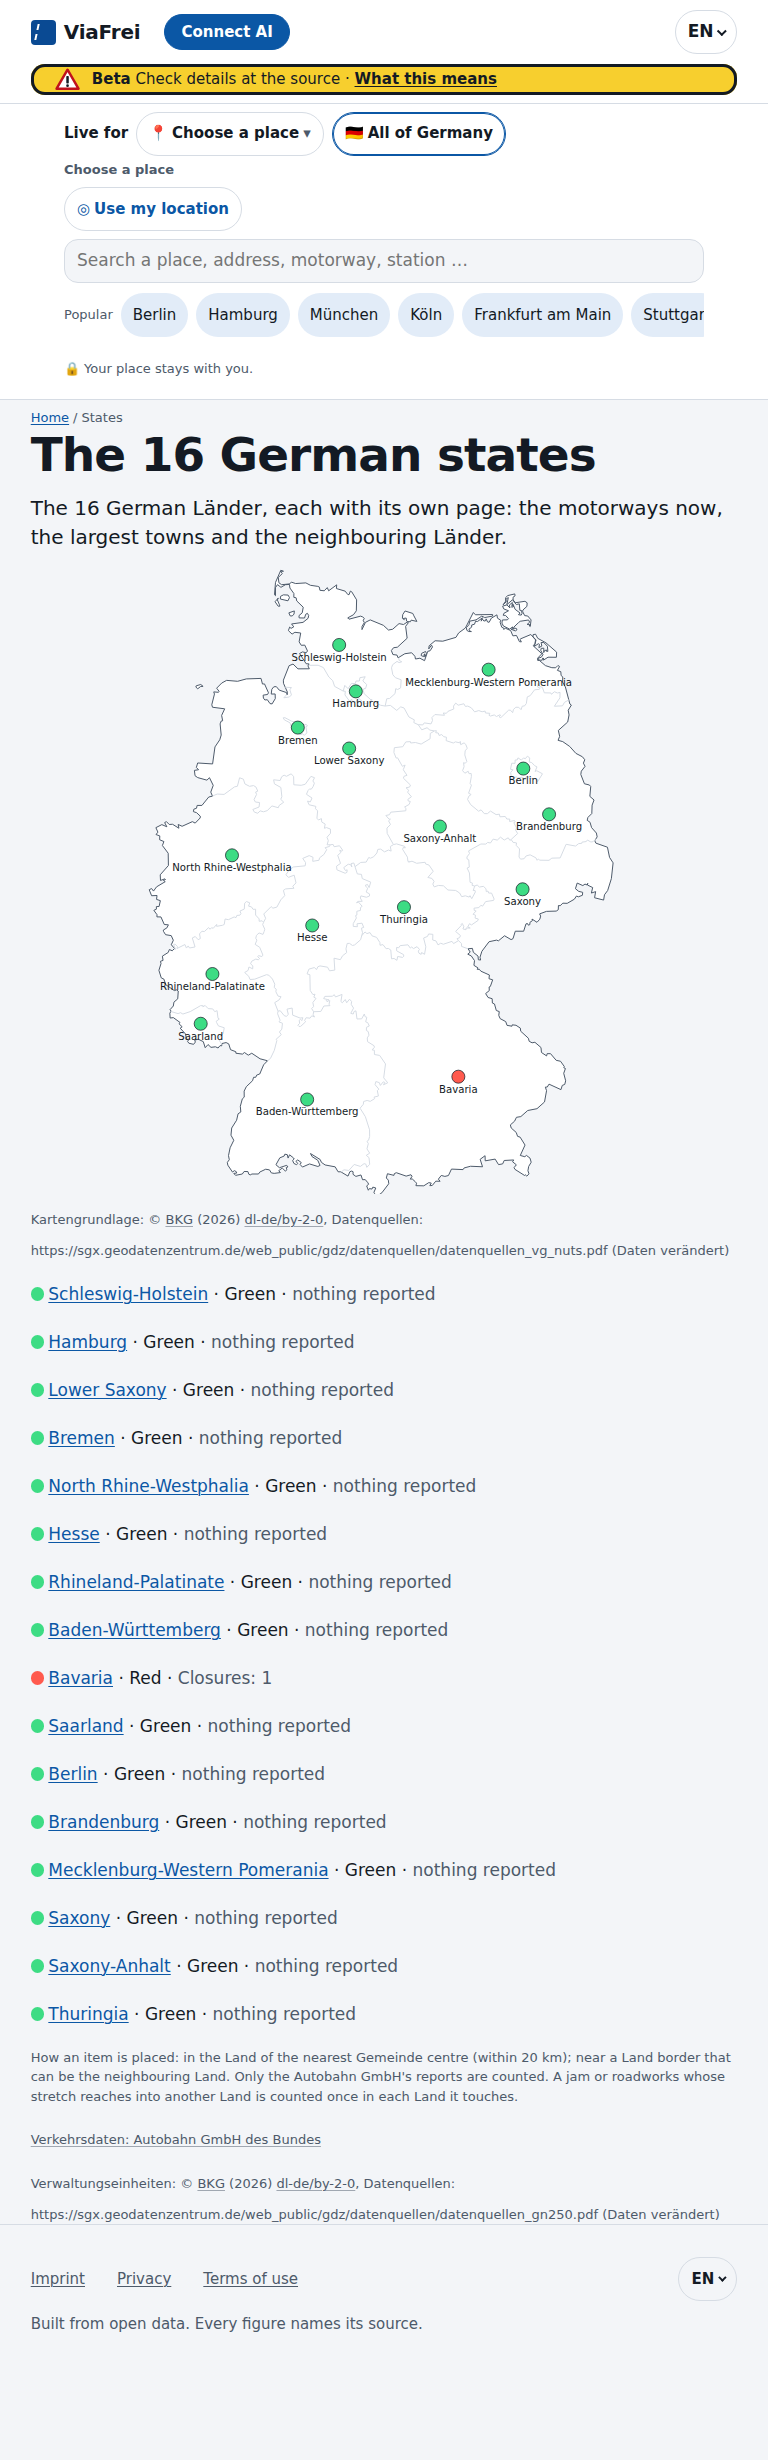 ViaFrei
Connect AI
EN
Beta Check details at the source · What this means
Live for
📍 Choose a place ▾
🇩🇪 All of Germany
Choose a place
◎ Use my location
Search a place, address, motorway, station …
Popular
Berlin
Hamburg
München
Köln
Frankfurt am Main
Stuttgar
🔒 Your place stays with you.
Home / States
The 16 German states
The 16 German Länder, each with its own page: the motorways now,
the largest towns and the neighbouring Länder.
Schleswig-Holstein
Mecklenburg-Western Pomerania
Hamburg
Bremen
Lower Saxony
Berlin
Brandenburg
Saxony-Anhalt
North Rhine-Westphalia
Saxony
Thuringia
Hesse
Rhineland-Palatinate
Saarland
Bavaria
Baden-Württemberg
Kartengrundlage: © BKG (2026) dl-de/by-2-0, Datenquellen:
https://sgx.geodatenzentrum.de/web_public/gdz/datenquellen/datenquellen_vg_nuts.pdf (Daten verändert)
Schleswig-Holstein · Green · nothing reported
Hamburg · Green · nothing reported
Lower Saxony · Green · nothing reported
Bremen · Green · nothing reported
North Rhine-Westphalia · Green · nothing reported
Hesse · Green · nothing reported
Rhineland-Palatinate · Green · nothing reported
Baden-Württemberg · Green · nothing reported
Bavaria · Red · Closures: 1
Saarland · Green · nothing reported
Berlin · Green · nothing reported
Brandenburg · Green · nothing reported
Mecklenburg-Western Pomerania · Green · nothing reported
Saxony · Green · nothing reported
Saxony-Anhalt · Green · nothing reported
Thuringia · Green · nothing reported
How an item is placed: in the Land of the nearest Gemeinde centre (within 20 km); near a Land border that
can be the neighbouring Land. Only the Autobahn GmbH's reports are counted. A jam or roadworks whose
stretch reaches into another Land is counted once in each Land it touches.
Verkehrsdaten: Autobahn GmbH des Bundes
Verwaltungseinheiten: © BKG (2026) dl-de/by-2-0, Datenquellen:
https://sgx.geodatenzentrum.de/web_public/gdz/datenquellen/datenquellen_gn250.pdf (Daten verändert)
Imprint
Privacy
Terms of use
EN
Built from open data. Every figure names its source.